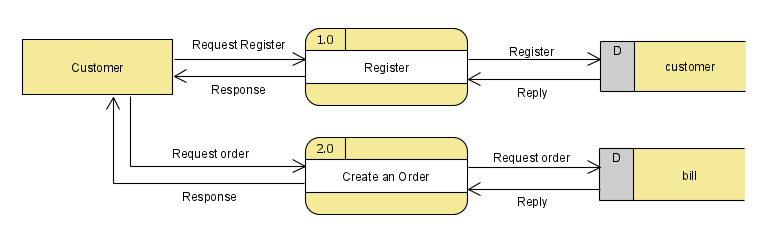 1.0
Request Register
Register
D
Customer
Register
customer
Response
Reply
2.0
Request order
Request order
D
Create an Order
bill
Response
Reply